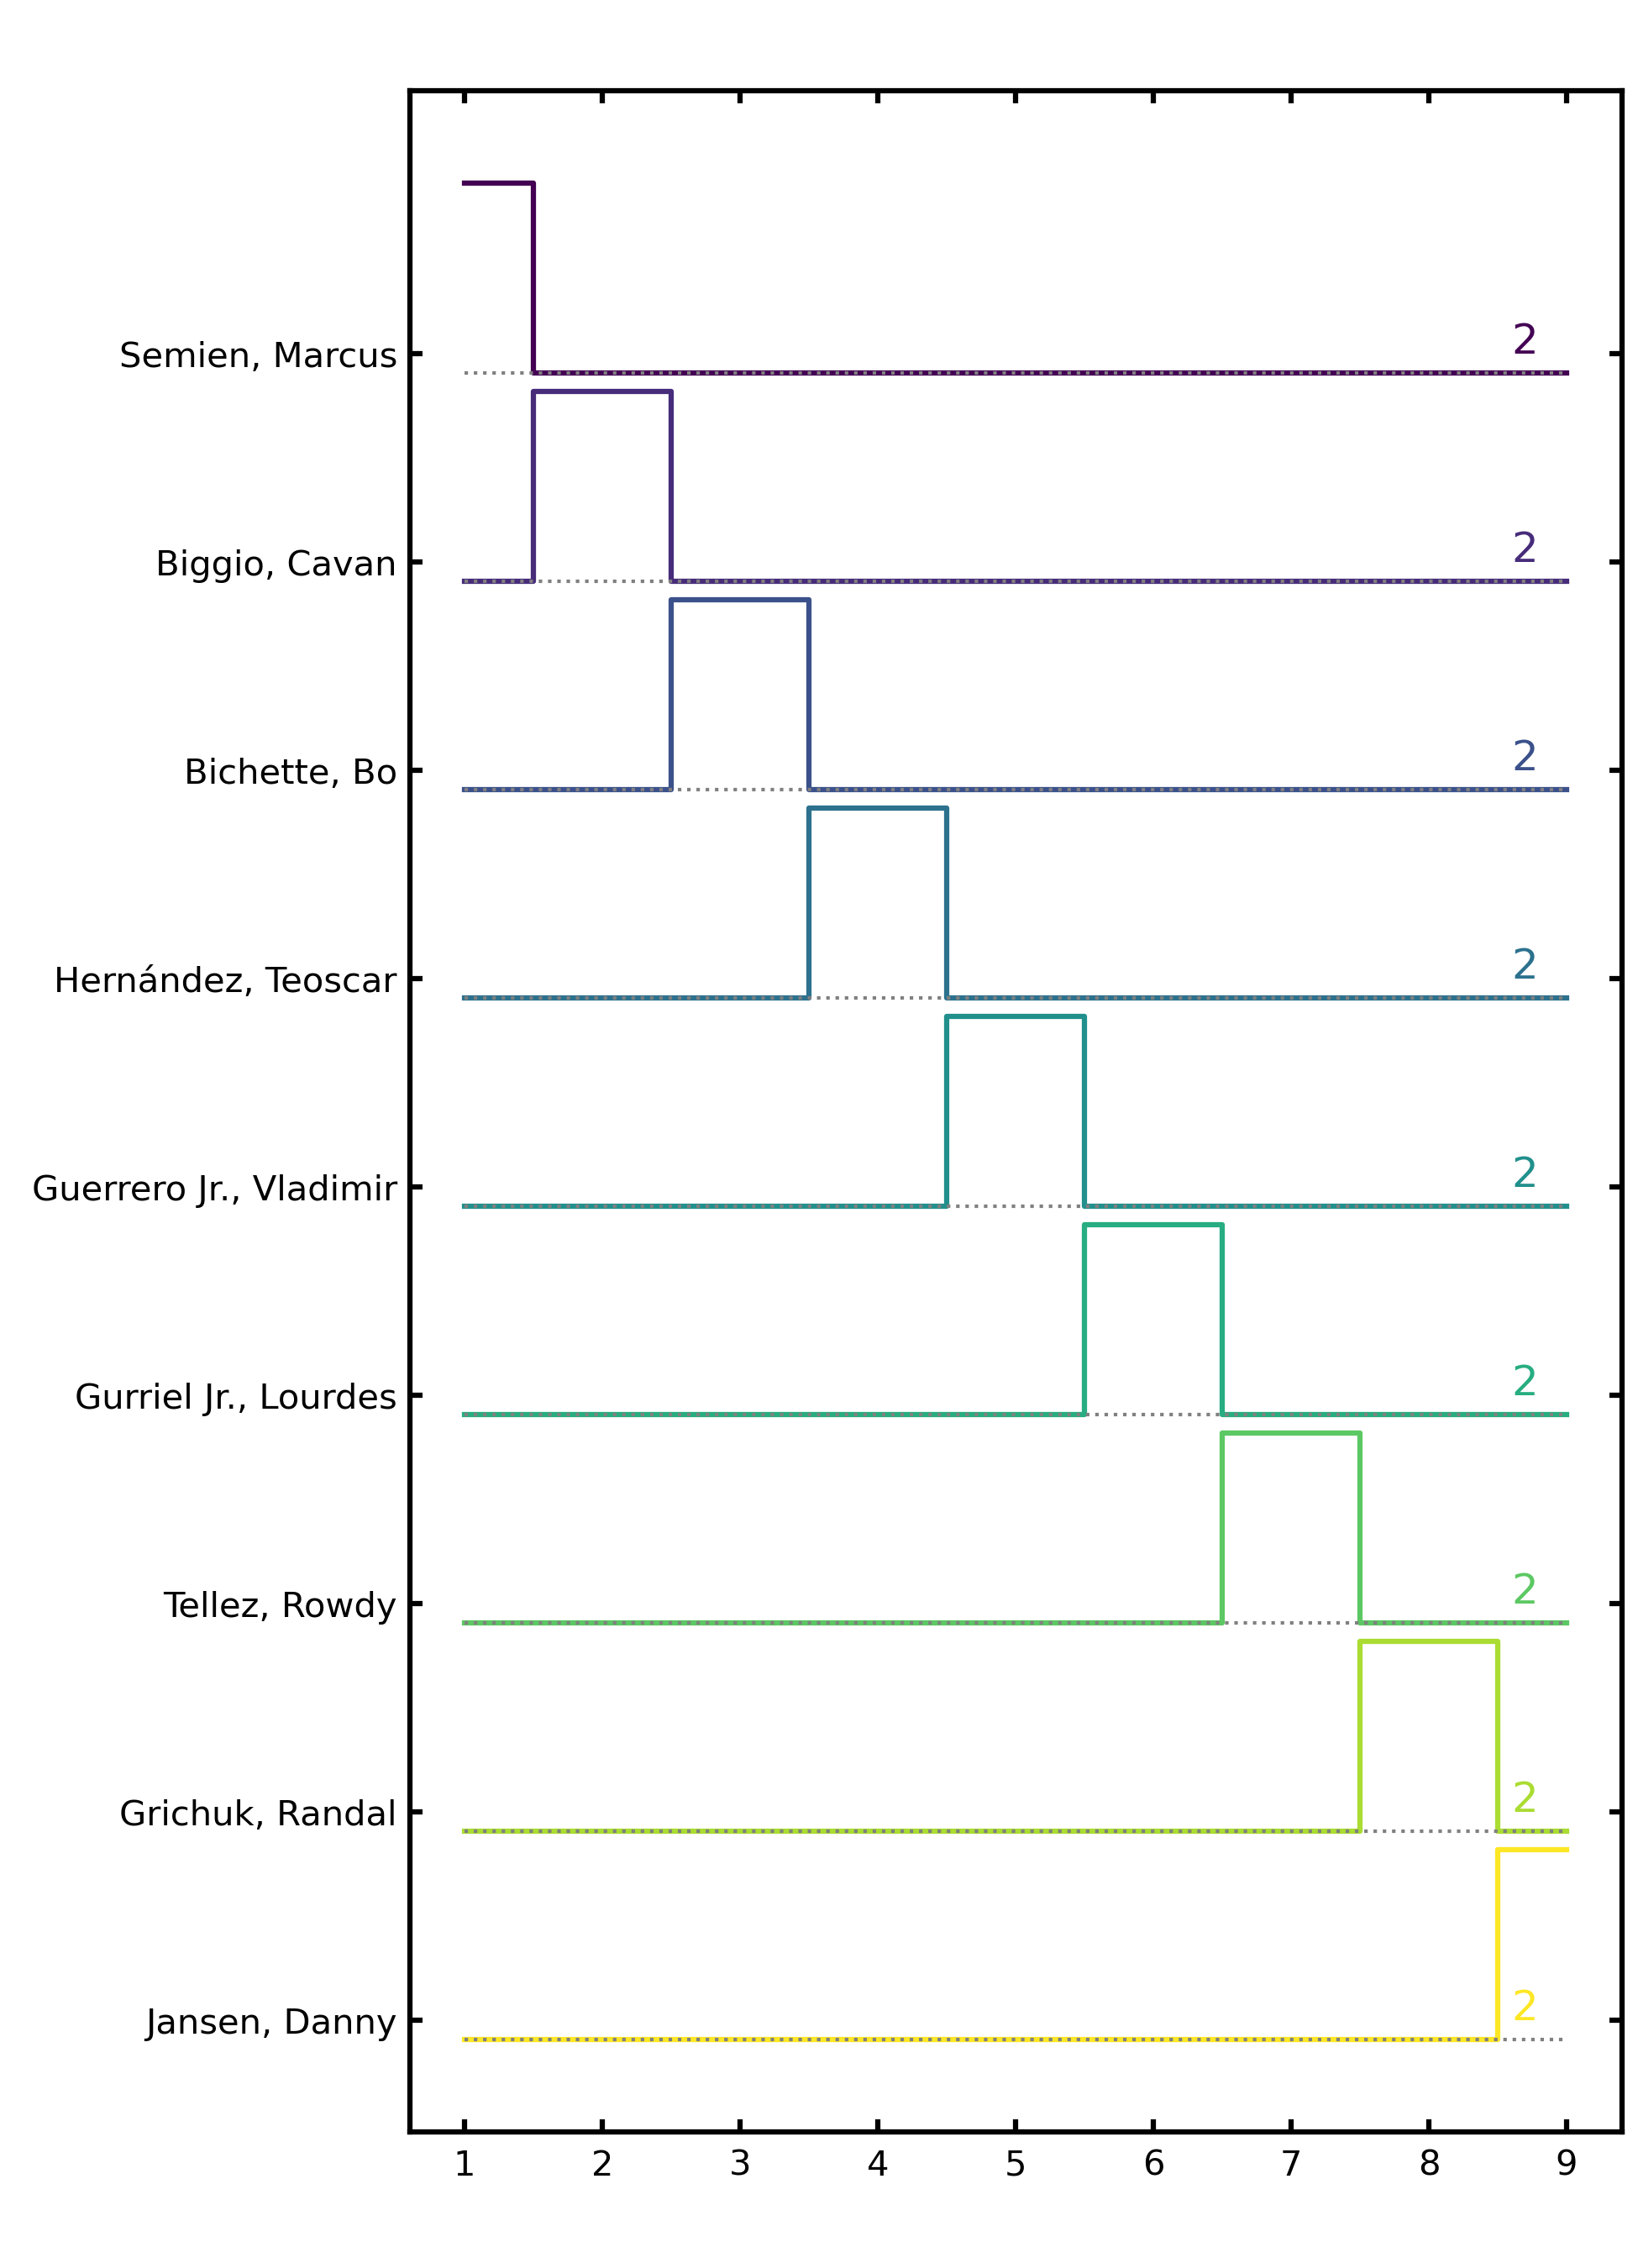 Semien, Marcus 2
Biggio, Cavan 2
Bichette, Bo 2
Hernández, Teoscar 2
Guerrero Jr., Vladimir 2
Gurriel Jr., Lourdes 2
Tellez, Rowdy 2
Grichuk, Randal 2
Jansen, Danny 2
1 2 3 4 5 6 7 8 9